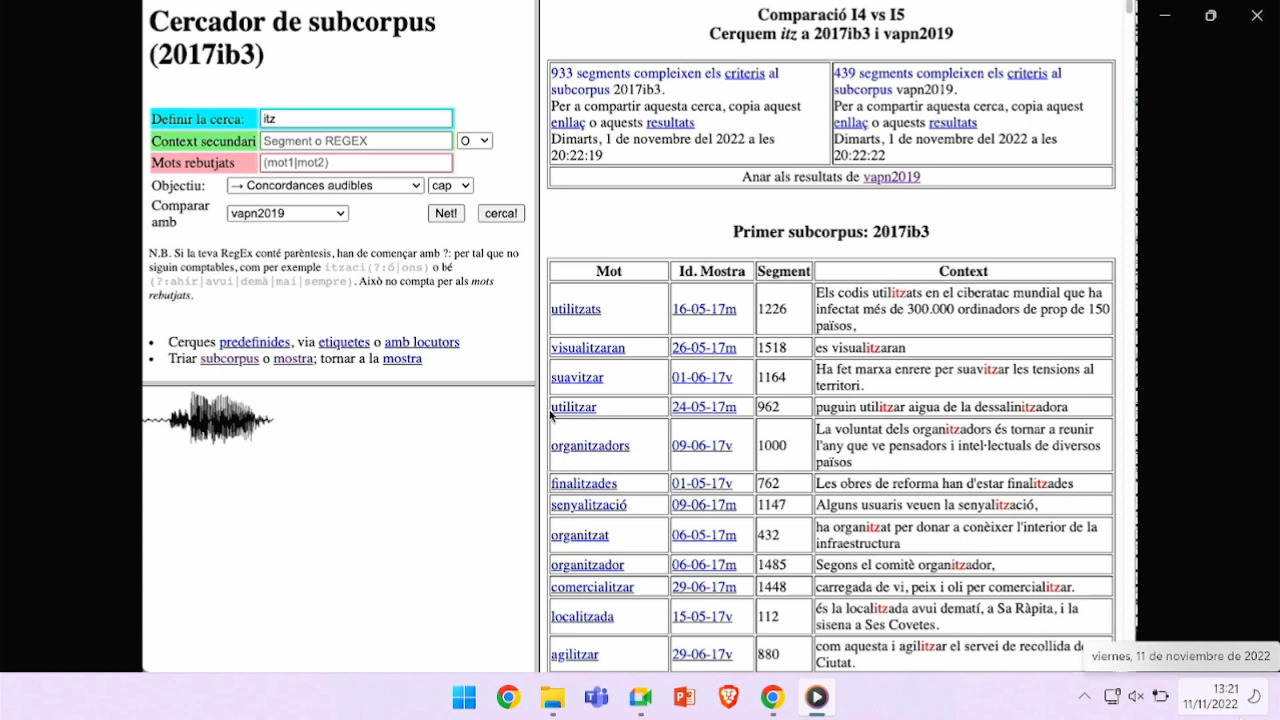 Cercador de subcorpus
(2017ib3)
Definir la cerca: itz
Context secundari Segment o REGEX O
Mots rebutjats (mot1|mot2)
Objectiu: → Concordances audibles cap
Comparar
amb vapn2019 Net! cerca!
N.B. Si la teva RegEx conté parèntesis, han de començar amb ?: per tal que no
siguin comptables, com per exemple itzaci(?:ó|ons) o bé
(?:ahir|avui|demà|mai|sempre). Això no compta per als mots
rebutjats.
• Cerques predefinides, via etiquetes o amb locutors
• Triar subcorpus o mostra; tornar a la mostra
Comparació I4 vs I5
Cerquem itz a 2017ib3 i vapn2019
933 segments compleixen els criteris al
subcorpus 2017ib3.
Per a compartir aquesta cerca, copia aquest
enllaç o aquests resultats
Dimarts, 1 de novembre del 2022 a les
20:22:19
439 segments compleixen els criteris al
subcorpus vapn2019.
Per a compartir aquesta cerca, copia aquest
enllaç o aquests resultats
Dimarts, 1 de novembre del 2022 a les
20:22:22
Anar als resultats de vapn2019
Primer subcorpus: 2017ib3
Mot Id. Mostra Segment Context
utilitzats 16-05-17m 1226 Els codis utilitzats en el ciberatac mundial que ha
infectat més de 300.000 ordinadors de prop de 150
països,
visualitzaran 26-05-17m 1518 es visualitzaran
suavitzar 01-06-17v 1164 Ha fet marxa enrere per suavitzar les tensions al
territori.
utilitzar 24-05-17m 962 puguin utilitzar aigua de la dessalinitzadora
organitzadors 09-06-17v 1000 La voluntat dels organitzadors és tornar a reunir
l'any que ve pensadors i intel·lectuals de diversos
països
finalitzades 01-05-17v 762 Les obres de reforma han d'estar finalitzades
senyalització 09-06-17m 1147 Alguns usuaris veuen la senyalització,
organitzat 06-05-17m 432 ha organitzat per donar a conèixer l'interior de la
infraestructura
organitzador 06-06-17m 1485 Segons el comitè organitzador,
comercialitzar 29-06-17m 1448 carregada de vi, peix i oli per comercialitzar.
localitzada 15-05-17v 112 és la localitzada avui dematí, a Sa Ràpita, i la
sisena a Ses Covetes.
agilitzar 29-06-17v 880 com aquesta i agilitzar el servei de recollida de
Ciutat.
viernes, 11 de noviembre de 2022
13:21
11/11/2022